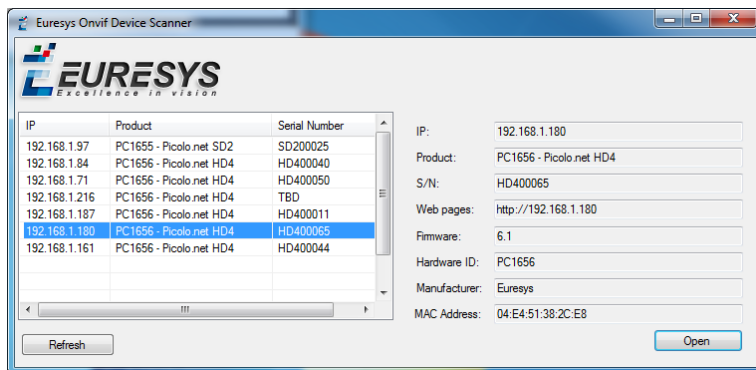 Euresys Onvif Device Scanner
EURESYS
Excellence in vision
IP Product Serial Number
192.168.1.97 PC1655 - Picolo.net SD2 SD200025
192.168.1.84 PC1656 - Picolo.net HD4 HD400040
192.168.1.71 PC1656 - Picolo.net HD4 HD400050
192.168.1.216 PC1656 - Picolo.net HD4 TBD
192.168.1.187 PC1656 - Picolo.net HD4 HD400011
192.168.1.180 PC1656 - Picolo.net HD4 HD400065
192.168.1.161 PC1656 - Picolo.net HD4 HD400044
Refresh
IP: 192.168.1.180
Product: PC1656 - Picolo.net HD4
S/N: HD400065
Web pages: http://192.168.1.180
Firmware: 6.1
Hardware ID: PC1656
Manufacturer: Euresys
MAC Address: 04:E4:51:38:2C:E8
Open